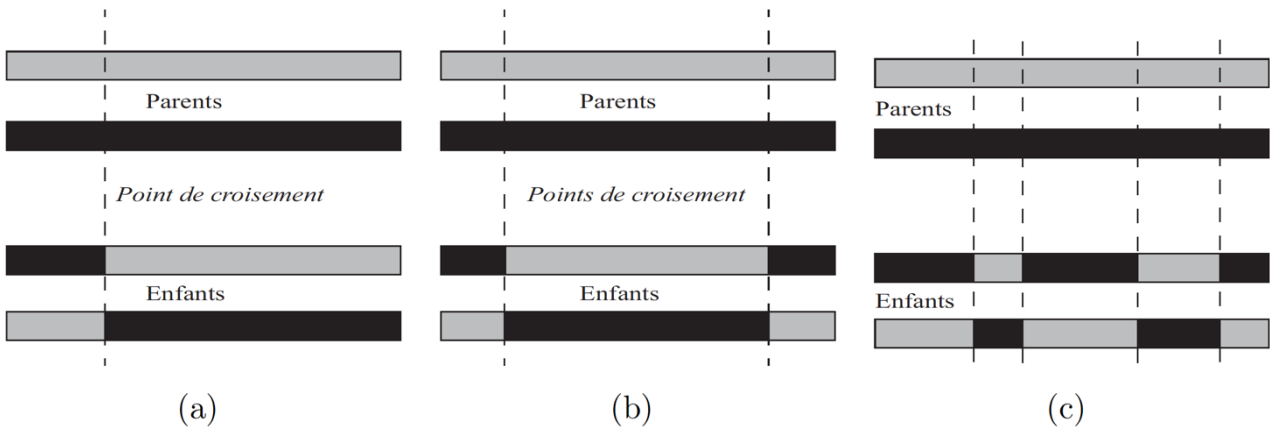 Parents
Point de croisement
Enfants
(a)
Parents
Points de croisement
Enfants
(b)
Parents
Enfants
(c)